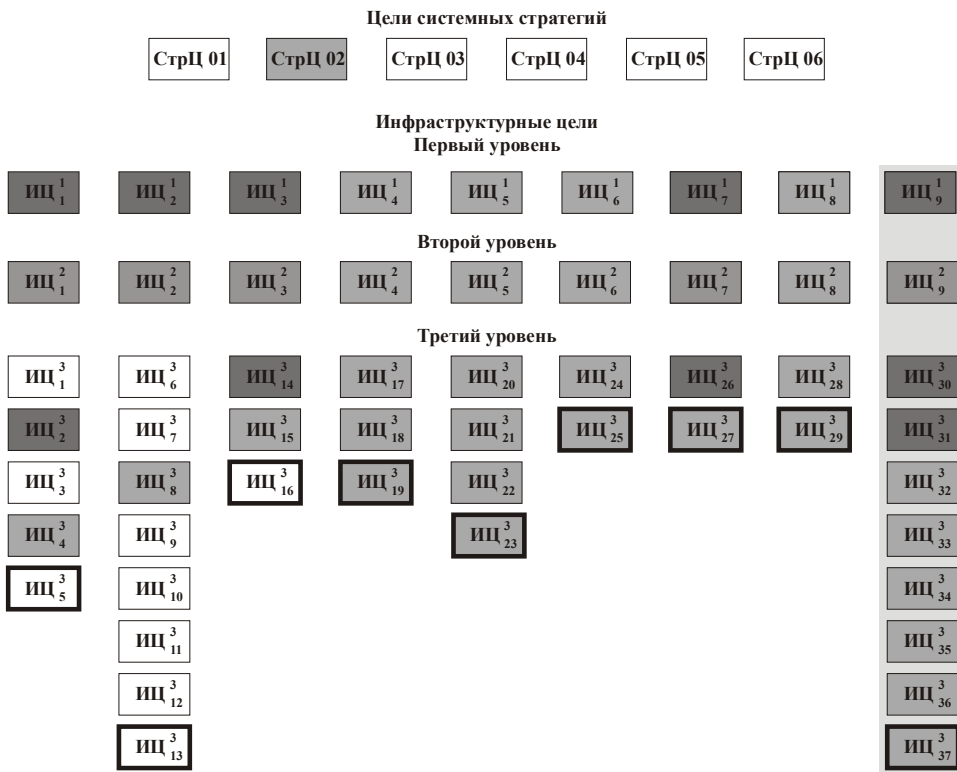 Цели системных стратегий
СтрЦ 01 СтрЦ 02 СтрЦ 03 СтрЦ 04 СтрЦ 05 СтрЦ 06
Инфраструктурные цели
Первый уровень
ИЦ¹₁ ИЦ¹₂ ИЦ¹₃ ИЦ¹₄ ИЦ¹₅ ИЦ¹₆ ИЦ¹₇ ИЦ¹₈ ИЦ¹₉
Второй уровень
ИЦ²₁ ИЦ²₂ ИЦ²₃ ИЦ²₄ ИЦ²₅ ИЦ²₆ ИЦ²₇ ИЦ²₈ ИЦ²₉
Третий уровень
ИЦ³₁ ИЦ³₆ ИЦ³₁₄ ИЦ³₁₇ ИЦ³₂₀ ИЦ³₂₄ ИЦ³₂₆ ИЦ³₂₈ ИЦ³₃₀
ИЦ³₂ ИЦ³₇ ИЦ³₁₅ ИЦ³₁₈ ИЦ³₂₁ ИЦ³₂₅ ИЦ³₂₇ ИЦ³₂₉ ИЦ³₃₁
ИЦ³₃ ИЦ³₈ ИЦ³₁₆ ИЦ³₁₉ ИЦ³₂₂ ИЦ³₃₂
ИЦ³₄ ИЦ³₉ ИЦ³₂₃ ИЦ³₃₃
ИЦ³₅ ИЦ³₁₀ ИЦ³₃₄
ИЦ³₁₁ ИЦ³₃₅
ИЦ³₁₂ ИЦ³₃₆
ИЦ³₁₃ ИЦ³₃₇